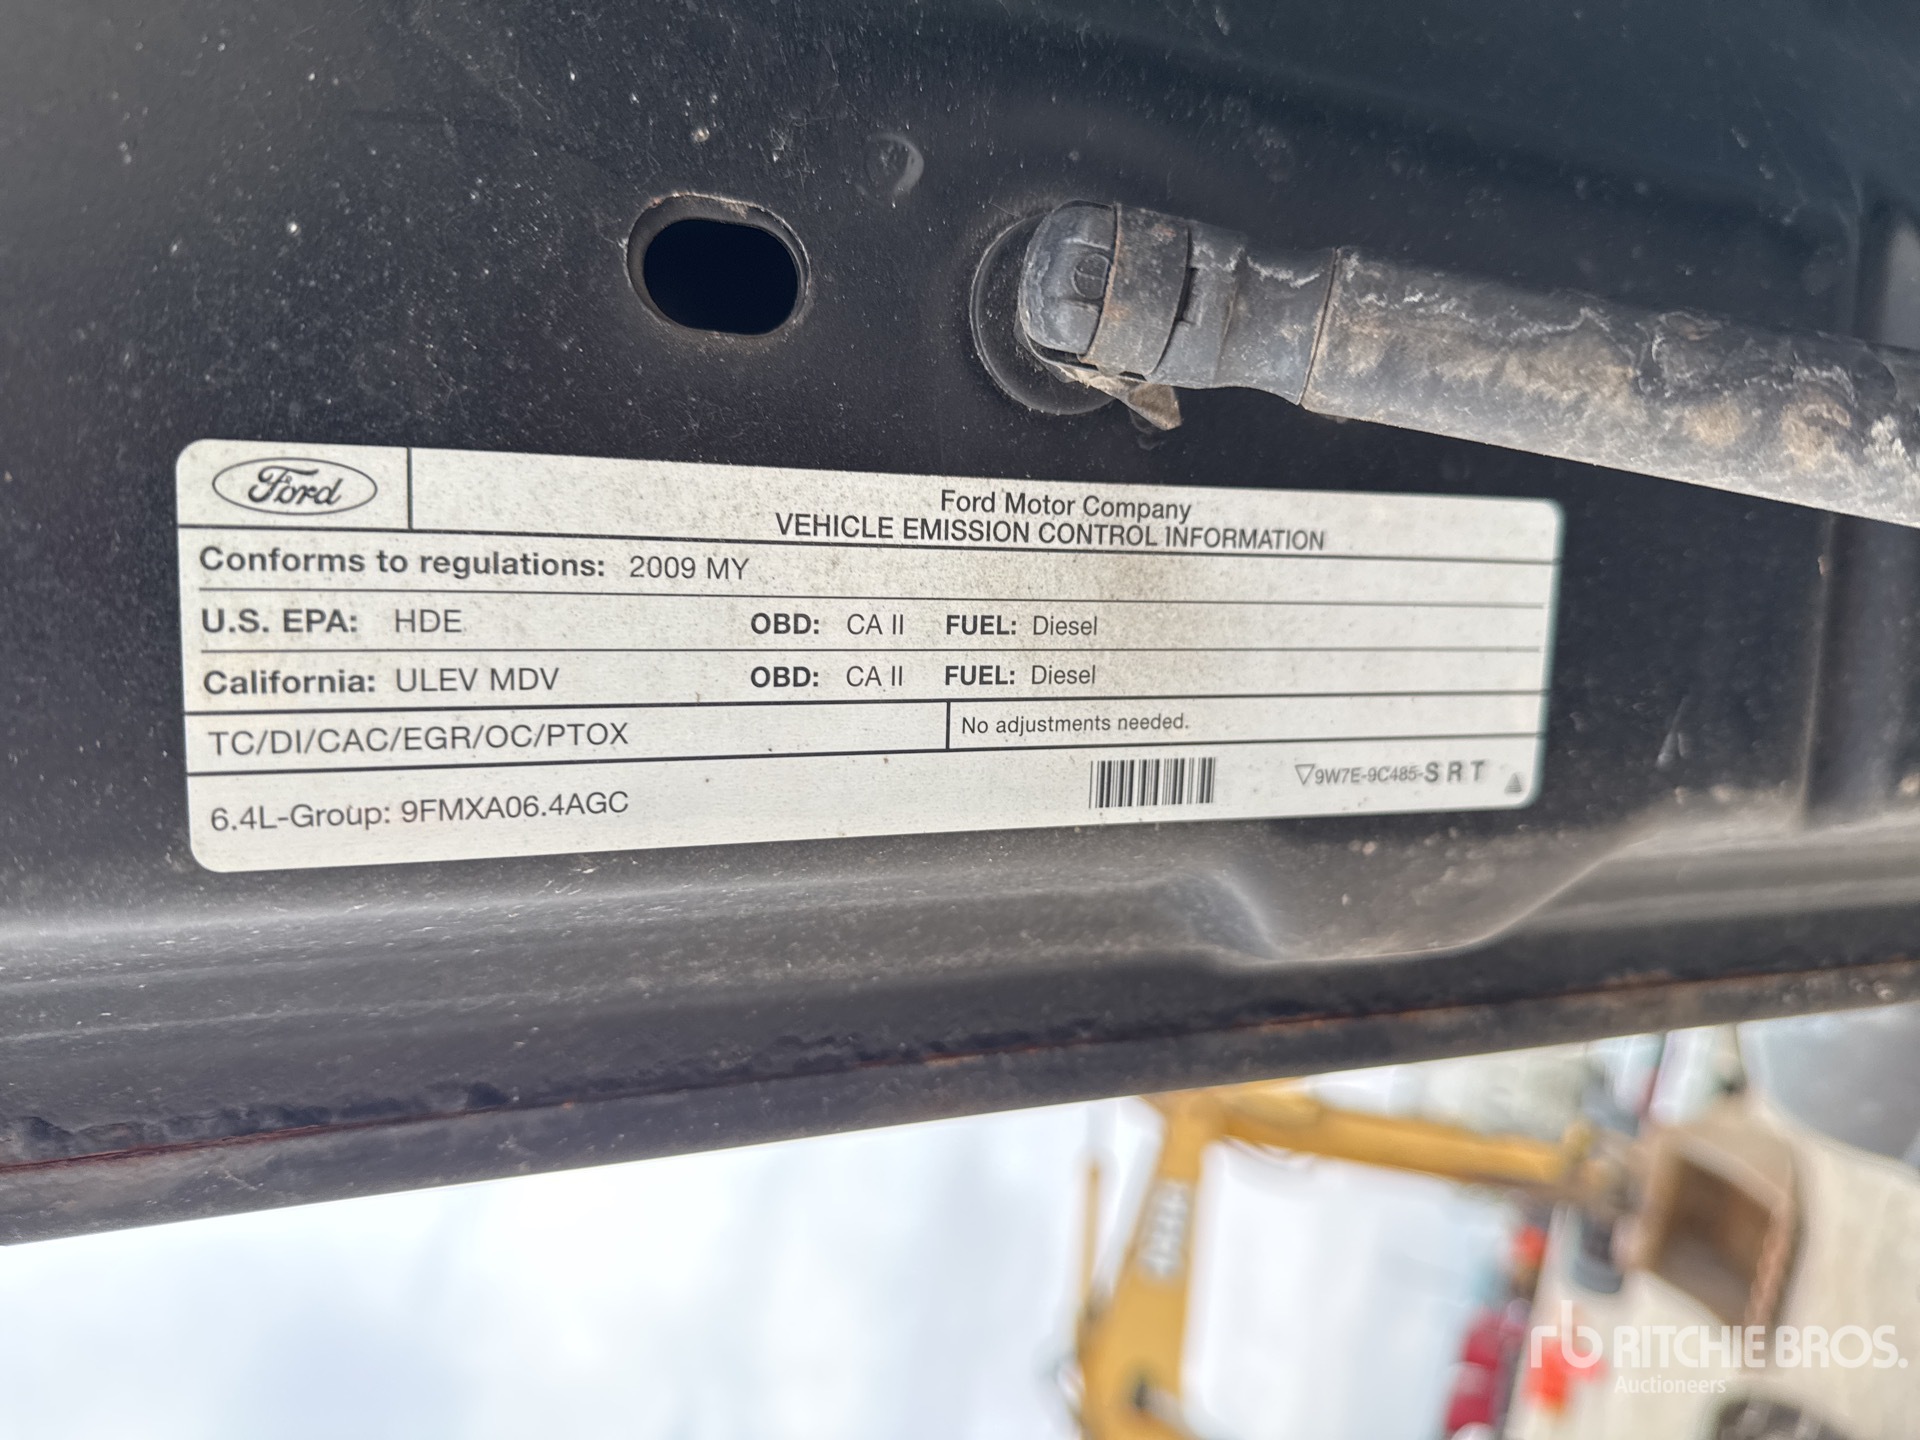 Ford
Ford Motor Company
VEHICLE EMISSION CONTROL INFORMATION
Conforms to regulations: 2009 MY
U.S. EPA: HDE OBD: CA II FUEL: Diesel
California: ULEV MDV OBD: CA II FUEL: Diesel
TC/DI/CAC/EGR/OC/PTOX No adjustments needed.
6.4L-Group: 9FMXA06.4AGC 9W7E-9C485-S R T
rb RITCHIE BROS.
Auctioneers